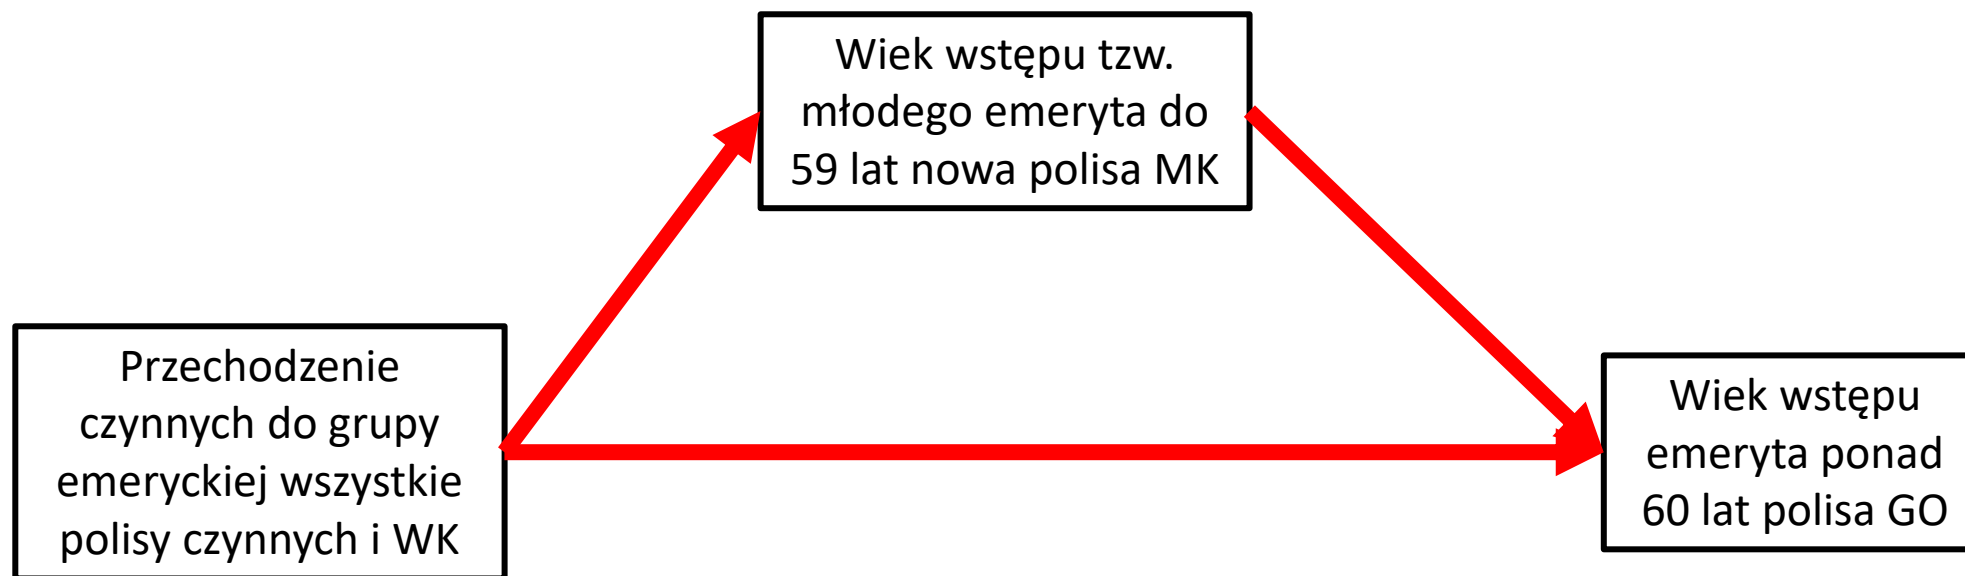 Wiek wstępu tzw.
młodego emeryta do
59 lat nowa polisa MK
Przechodzenie
czynnych do grupy
emeryckiej wszystkie
polisy czynnych i WK
Wiek wstępu
emeryta ponad
60 lat polisa GO